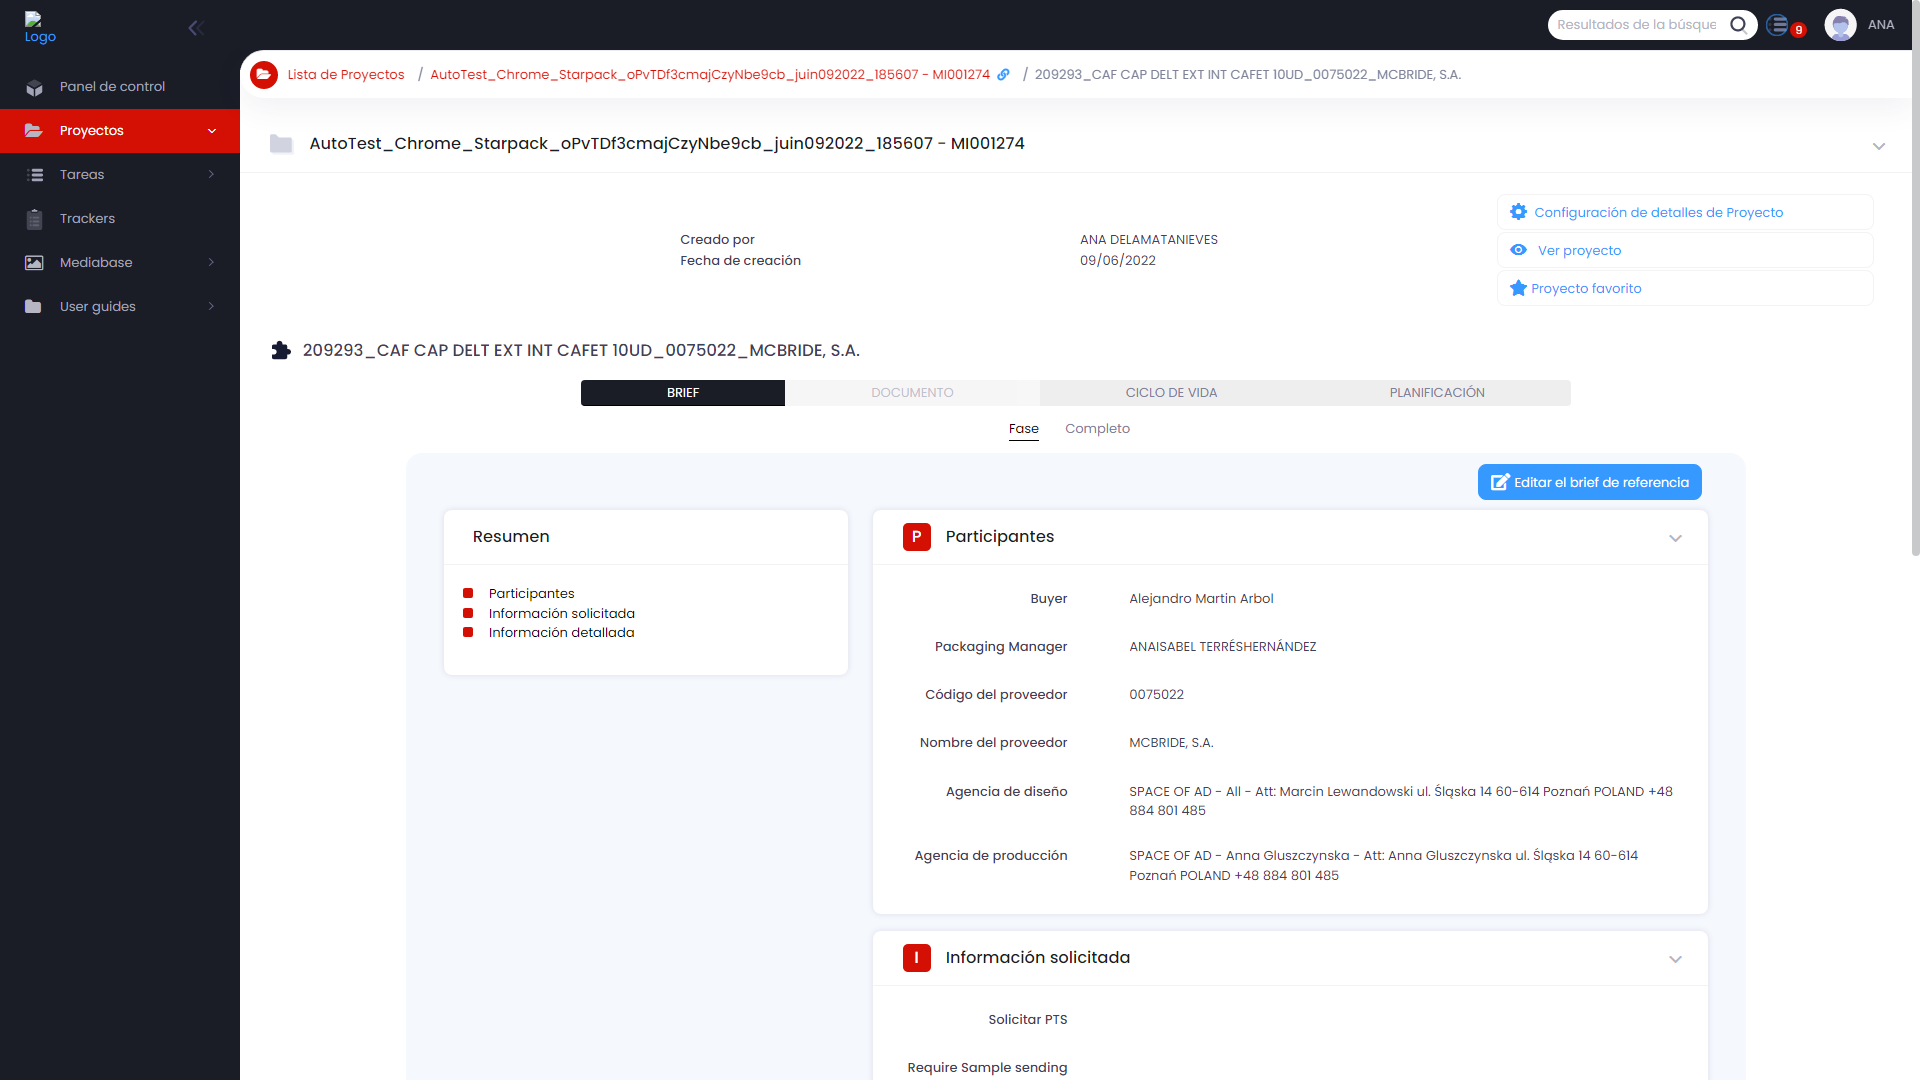 Logo
Resultados de la búsque
9
ANA
Panel de control
Proyectos
Tareas
Trackers
Mediabase
User guides
Lista de Proyectos / AutoTest_Chrome_Starpack_oPvTDf3cmajCzyNbe9cb_juin092022_185607 - MI001274 / 209293_CAF CAP DELT EXT INT CAFET 10UD_0075022_MCBRIDE, S.A.
AutoTest_Chrome_Starpack_oPvTDf3cmajCzyNbe9cb_juin092022_185607 - MI001274
Creado por ANA DELAMATANIEVES
Fecha de creación 09/06/2022
Configuración de detalles de Proyecto
Ver proyecto
Proyecto favorito
209293_CAF CAP DELT EXT INT CAFET 10UD_0075022_MCBRIDE, S.A.
BRIEF DOCUMENTO CICLO DE VIDA PLANIFICACIÓN
Fase Completo
Editar el brief de referencia
Resumen
Participantes
Información solicitada
Información detallada
P Participantes
Buyer Alejandro Martin Arbol
Packaging Manager ANAISABEL TERRÉSHERNÁNDEZ
Código del proveedor 0075022
Nombre del proveedor MCBRIDE, S.A.
Agencia de diseño SPACE OF AD - All - Att: Marcin Lewandowski ul. Śląska 14 60-614 Poznań POLAND +48
884 801 485
Agencia de producción SPACE OF AD - Anna Gluszczynska - Att: Anna Gluszczynska ul. Śląska 14 60-614
Poznań POLAND +48 884 801 485
I Información solicitada
Solicitar PTS
Require Sample sending